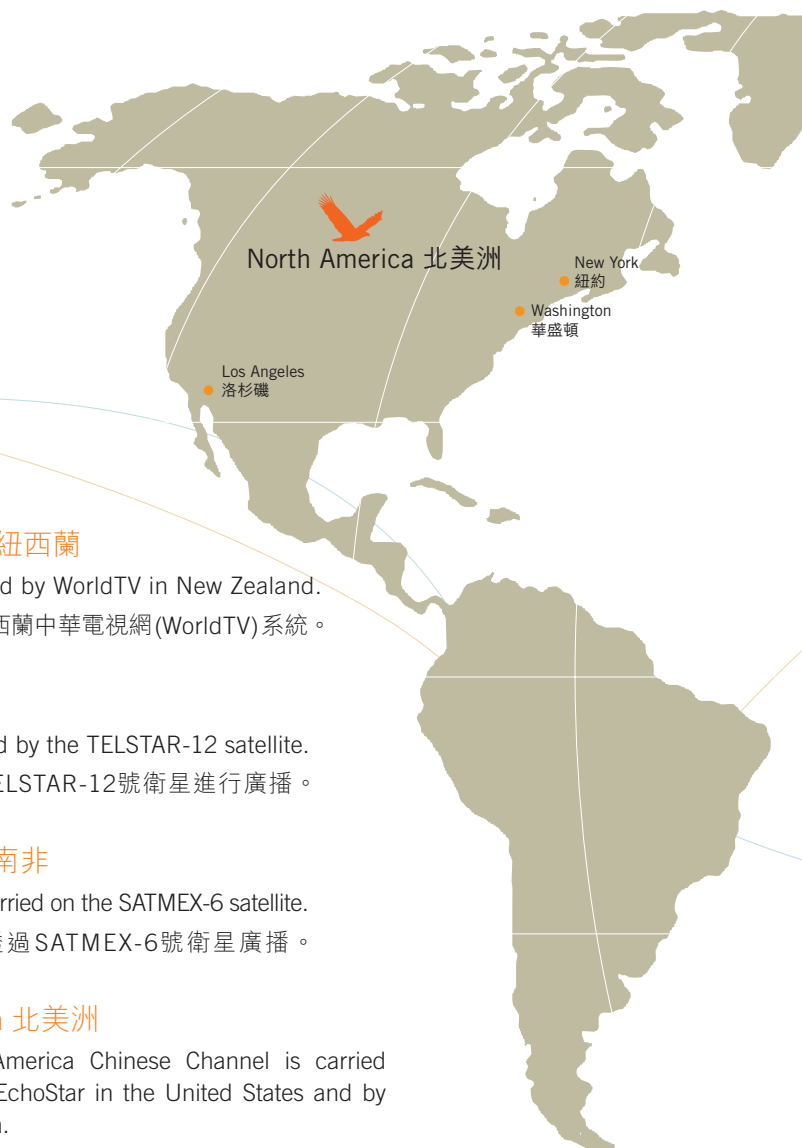 North America 北美洲
New York
紐約
Washington
華盛頓
Los Angeles
洛杉磯
紐西蘭
d by WorldTV in New Zealand.
西蘭中華電視網(WorldTV)系統。
d by the TELSTAR-12 satellite.
ELSTAR-12號衛星進行廣播。
南非
rried on the SATMEX-6 satellite.
過SATMEX-6號衛星廣播。
北美洲
America Chinese Channel is carried
EchoStar in the United States and by